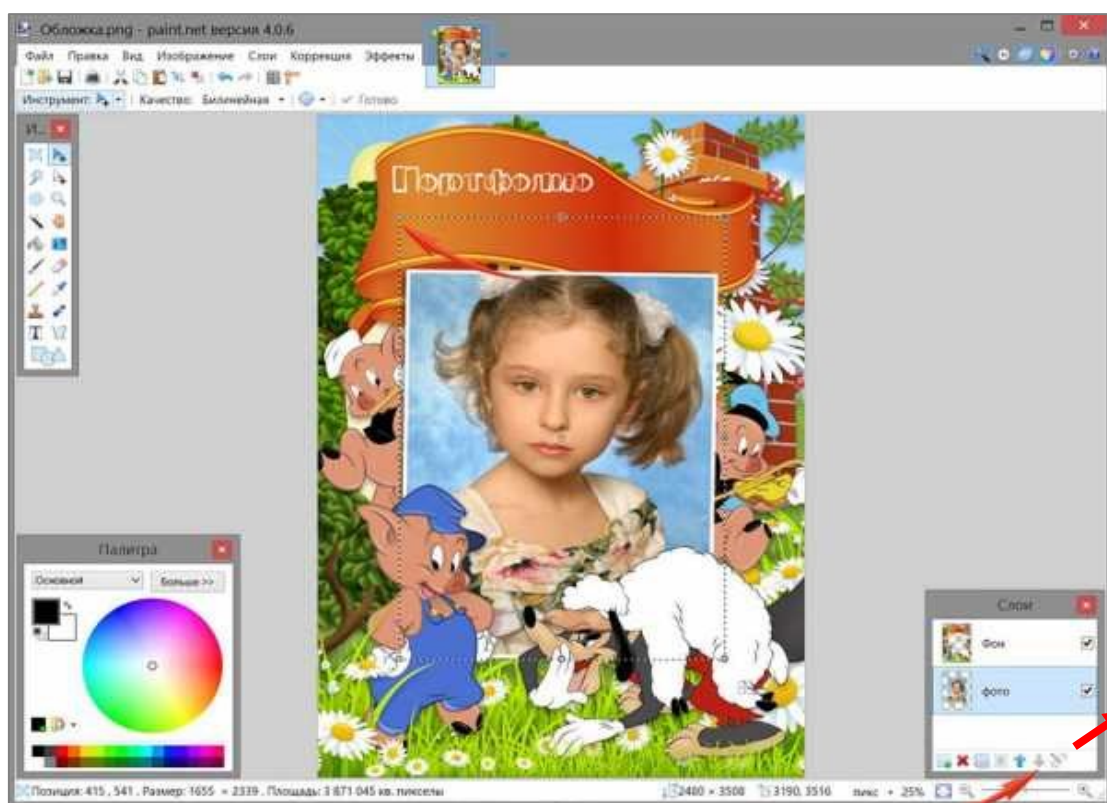 Обложка.png - paint.net версия 4.0.6
Файл Правка Вид Изображение Слои Коррекция Эффекты
Инструмент: Качество: Билинейная Готово
И...
Портфолио
Палитра
Основной Больше >>
Слои
Фон
фото
Позиция: 415 , 541 . Размер: 1655 × 2339 . Площадь: 3 871 045 кв. пикселы 2480 × 3508 3190, 3516 пикс 25%